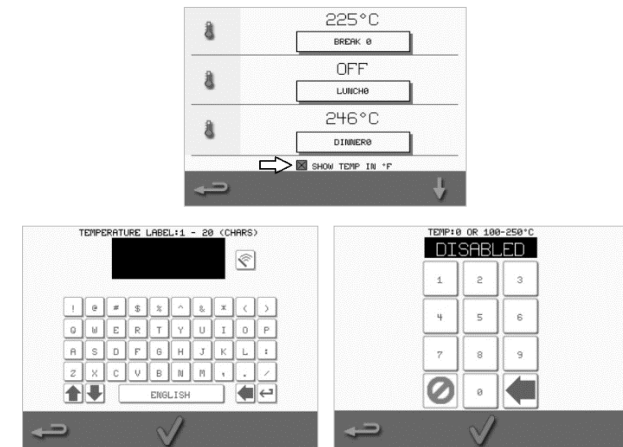 225°C
BREAK 0
OFF
LUNCH0
246°C
DINNER0
SHOW TEMP IN °F
TEMPERATURE LABEL:1 - 20 (CHARS)
! @ # $ % ^ & * ( )
Q W E R T Y U I O P
A S D F G H J K L :
Z X C V B N M , . /
ENGLISH
TEMP:0 OR 100-250°C
DISABLED
1 2 3
4 5 6
7 8 9
0